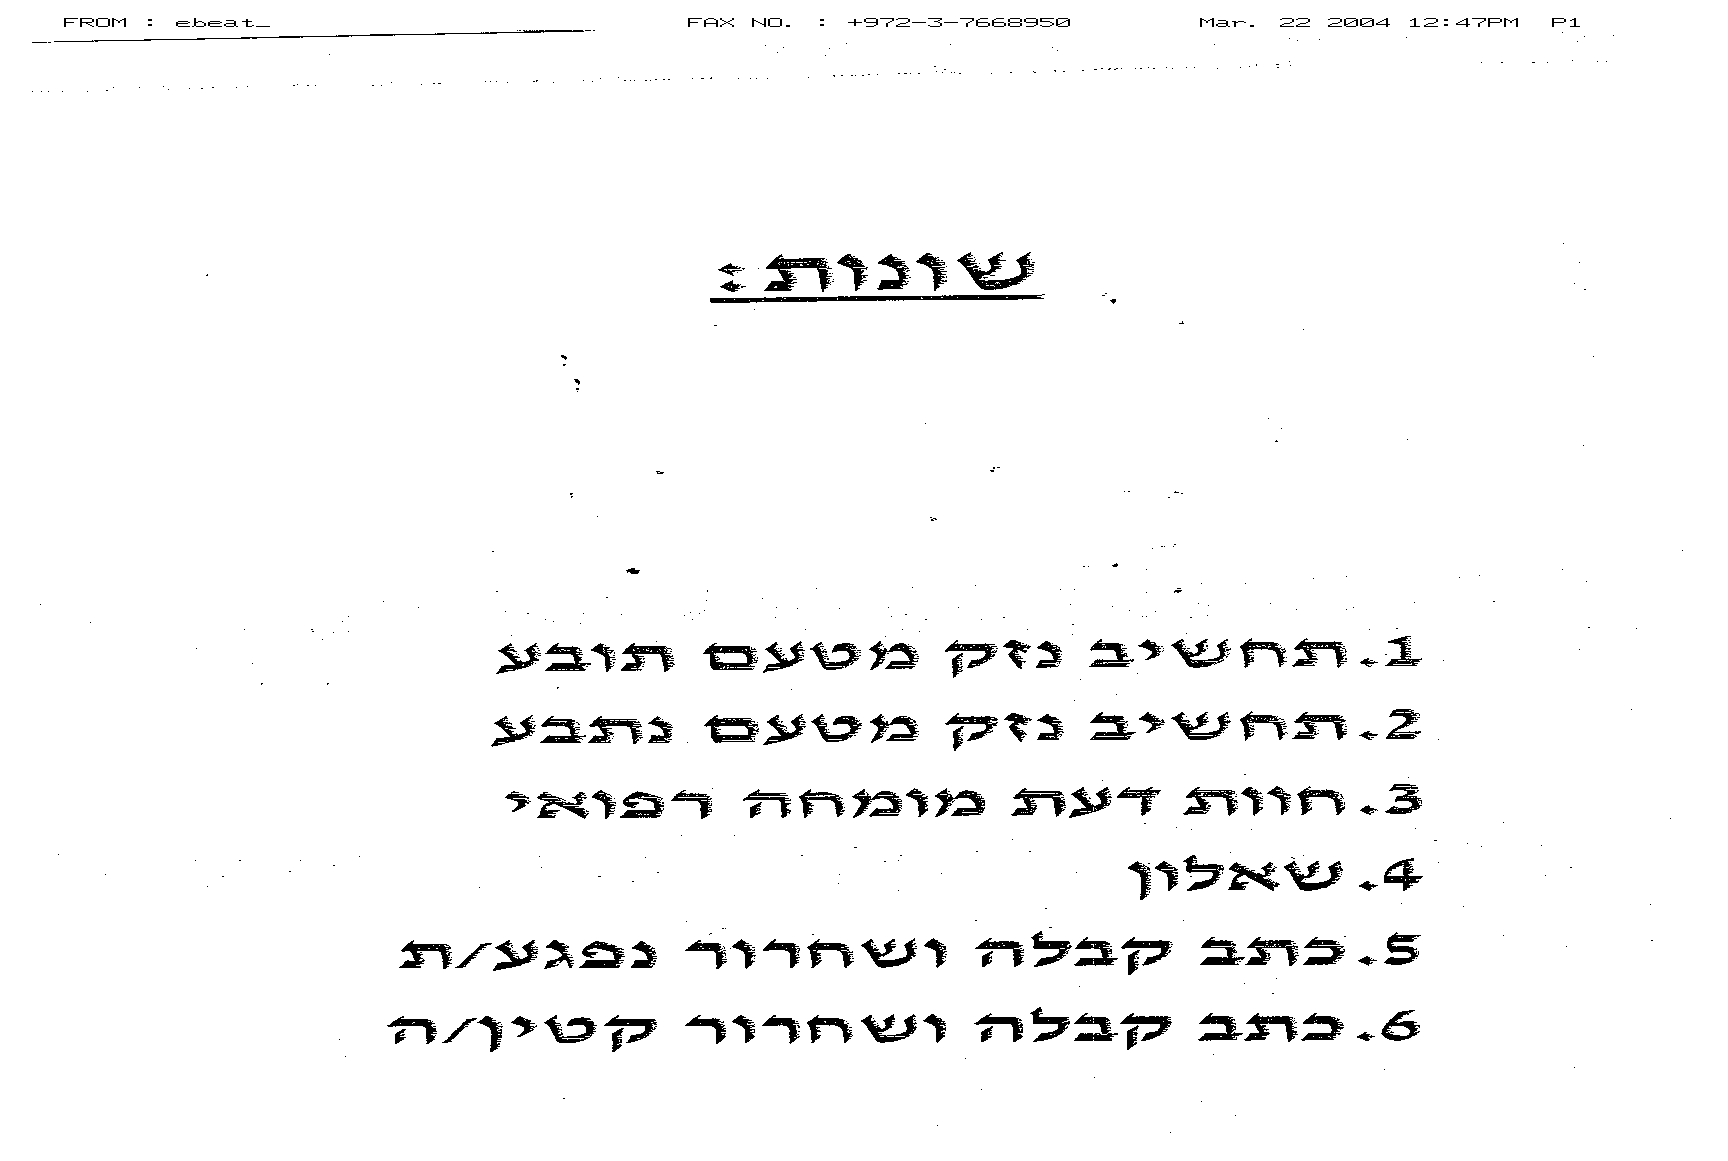 FROM : ebeat_ FAX NO. : +972-3-7668950 Mar. 22 2004 12:47PM P1
שונות:
1. תחשיב נזק מטעם תובע
2. תחשיב נזק מטעם נתבע
3. חוות דעת מומחה רפואי
4. שאלון
5. כתב קבלה ושחרור נפגע/ת
6. כתב קבלה ושחרור קטין/ה